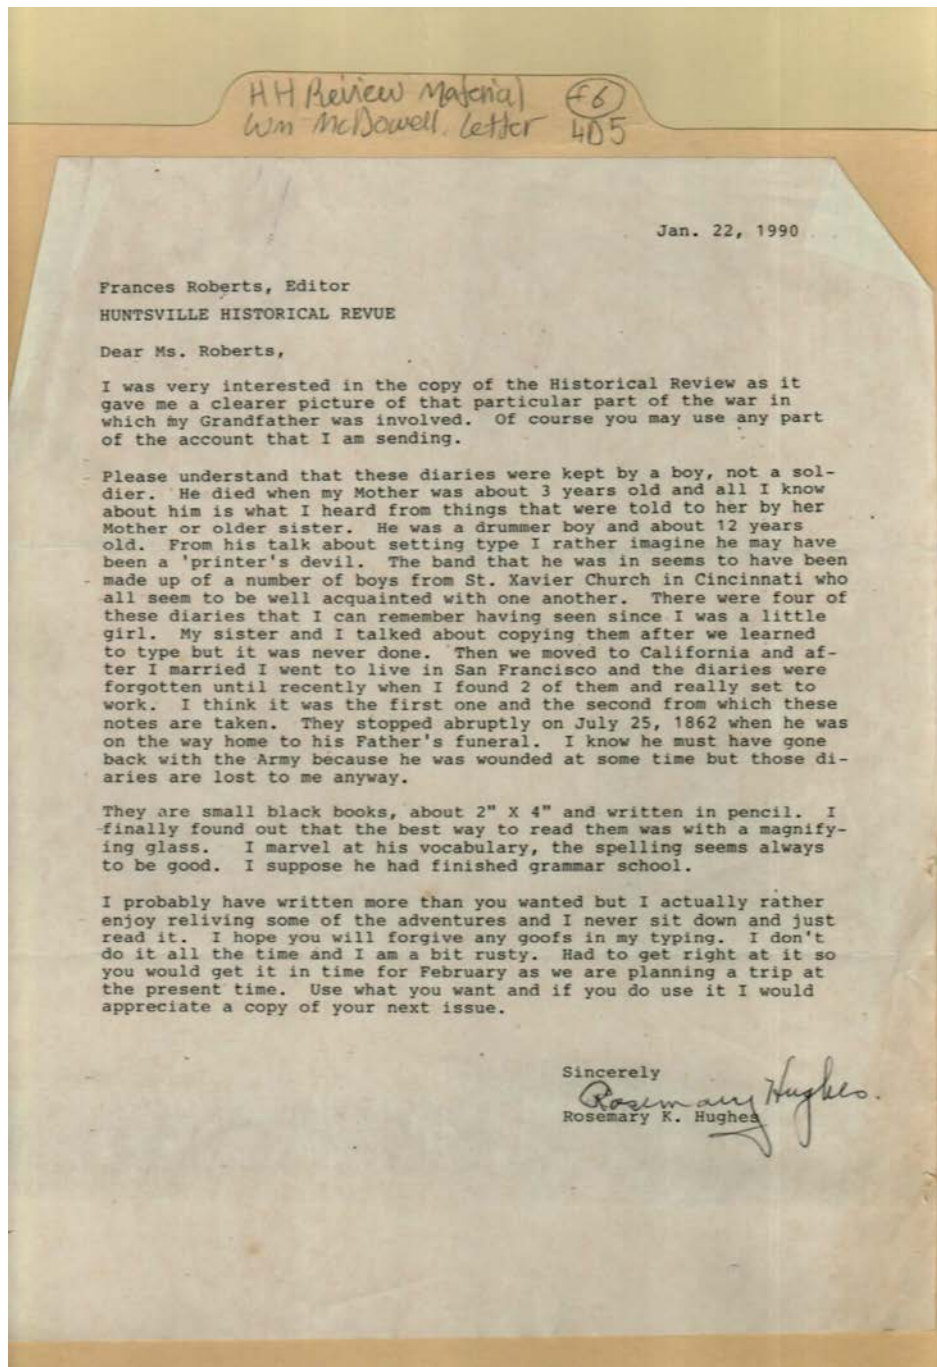 HH Review Material F6
Wm McDowell. Letter 4D5
Jan. 22, 1990
Frances Roberts, Editor
HUNTSVILLE HISTORICAL REVUE
Dear Ms. Roberts,
I was very interested in the copy of the Historical Review as it
gave me a clearer picture of that particular part of the war in
which my Grandfather was involved. Of course you may use any part
of the account that I am sending.
Please understand that these diaries were kept by a boy, not a sol-
dier. He died when my Mother was about 3 years old and all I know
about him is what I heard from things that were told to her by her
Mother or older sister. He was a drummer boy and about 12 years
old. From his talk about setting type I rather imagine he may have
been a 'printer's devil. The band that he was in seems to have been
made up of a number of boys from St. Xavier Church in Cincinnati who
all seem to be well acquainted with one another. There were four of
these diaries that I can remember having seen since I was a little
girl. My sister and I talked about copying them after we learned
to type but it was never done. Then we moved to California and af-
ter I married I went to live in San Francisco and the diaries were
forgotten until recently when I found 2 of them and really set to
work. I think it was the first one and the second from which these
notes are taken. They stopped abruptly on July 25, 1862 when he was
on the way home to his Father's funeral. I know he must have gone
back with the Army because he was wounded at some time but those di-
aries are lost to me anyway.
They are small black books, about 2" X 4" and written in pencil. I
finally found out that the best way to read them was with a magnify-
ing glass. I marvel at his vocabulary, the spelling seems always
to be good. I suppose he had finished grammar school.
I probably have written more than you wanted but I actually rather
enjoy reliving some of the adventures and I never sit down and just
read it. I hope you will forgive any goofs in my typing. I don't
do it all the time and I am a bit rusty. Had to get right at it so
you would get it in time for February as we are planning a trip at
the present time. Use what you want and if you do use it I would
appreciate a copy of your next issue.
Sincerely
Rosemary Hughes.
Rosemary K. Hughes